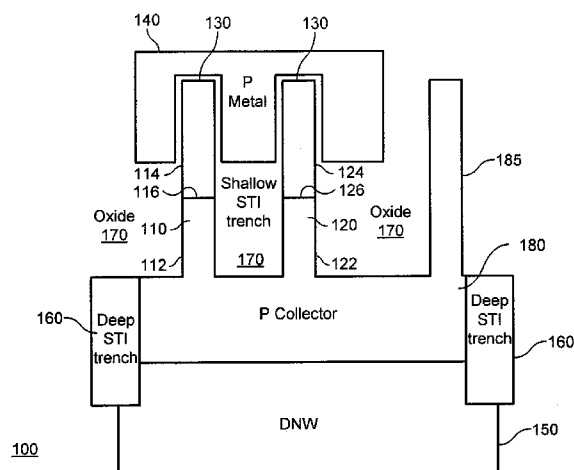 140
130
130
P
Metal
114
124
185
116
Shallow
STI
trench
126
Oxide
170
110
120
Oxide
170
180
112
170
122
160
Deep
STI
trench
P Collector
Deep
STI
trench
160
DNW
100
150